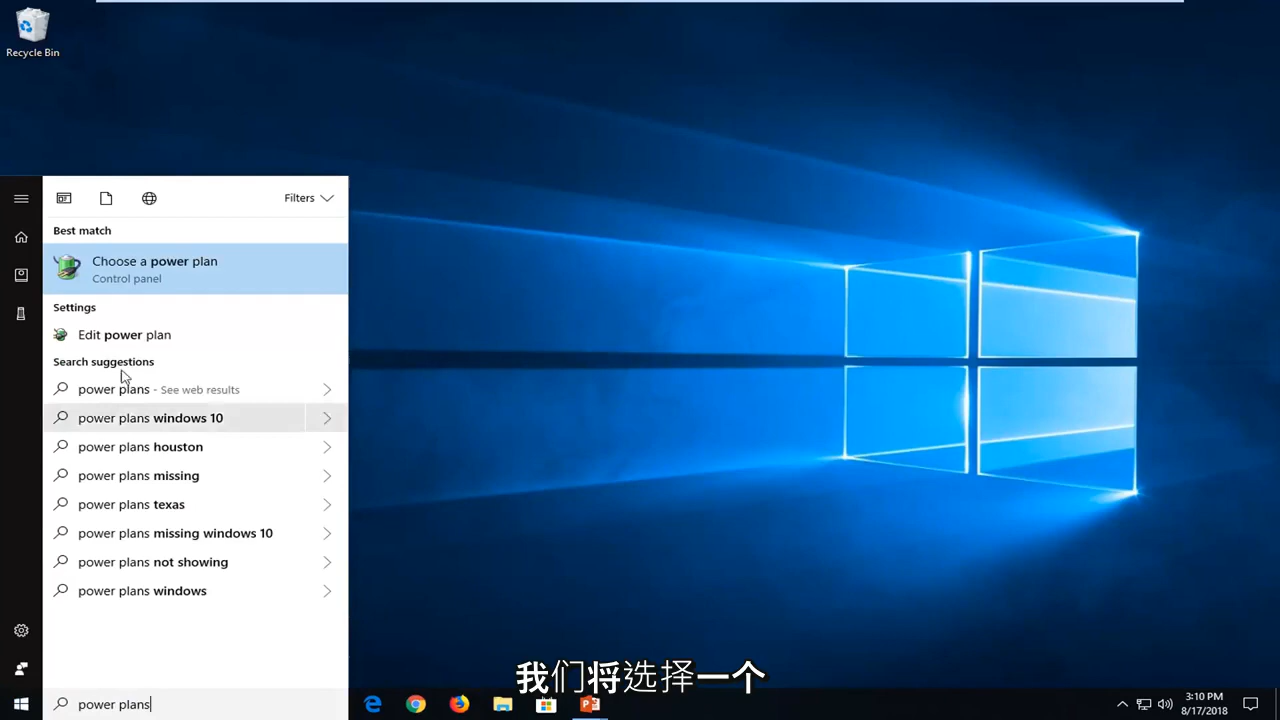 Recycle Bin
Filters
Best match
Choose a power plan
Control panel
Settings
Edit power plan
Search suggestions
power plans - See web results
power plans windows 10
power plans houston
power plans missing
power plans texas
power plans missing windows 10
power plans not showing
power plans windows
我们将选择一个
power plans
3:10 PM
8/17/2018